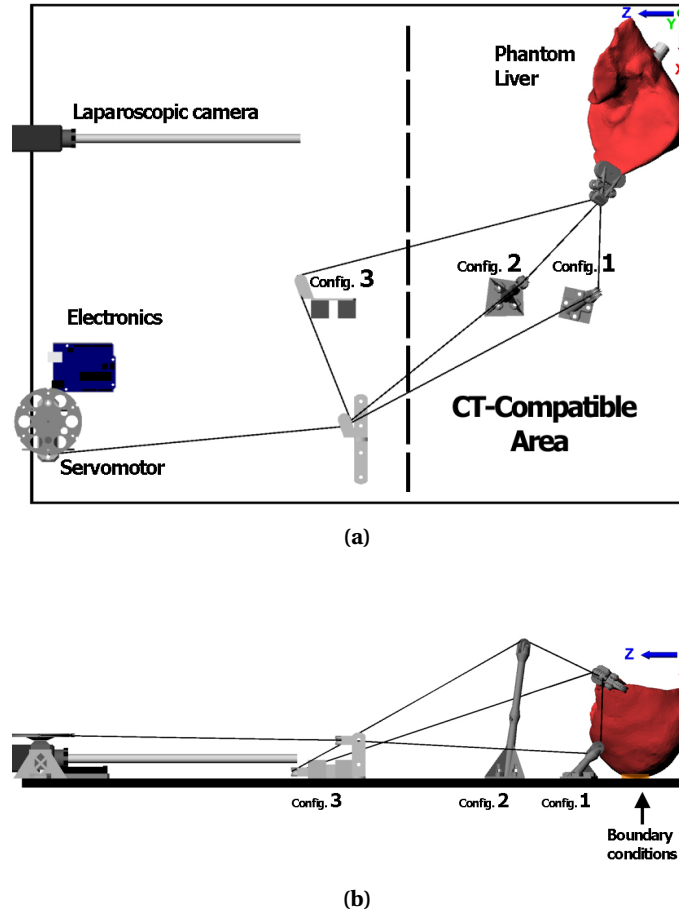 Z
Y
X
Phantom
Liver
Laparoscopic camera
Config. 3
Config. 2
Config. 1
Electronics
CT-Compatible
Area
Servomotor
(a)
Z
Config. 3
Config. 2
Config. 1
Boundary
conditions
(b)